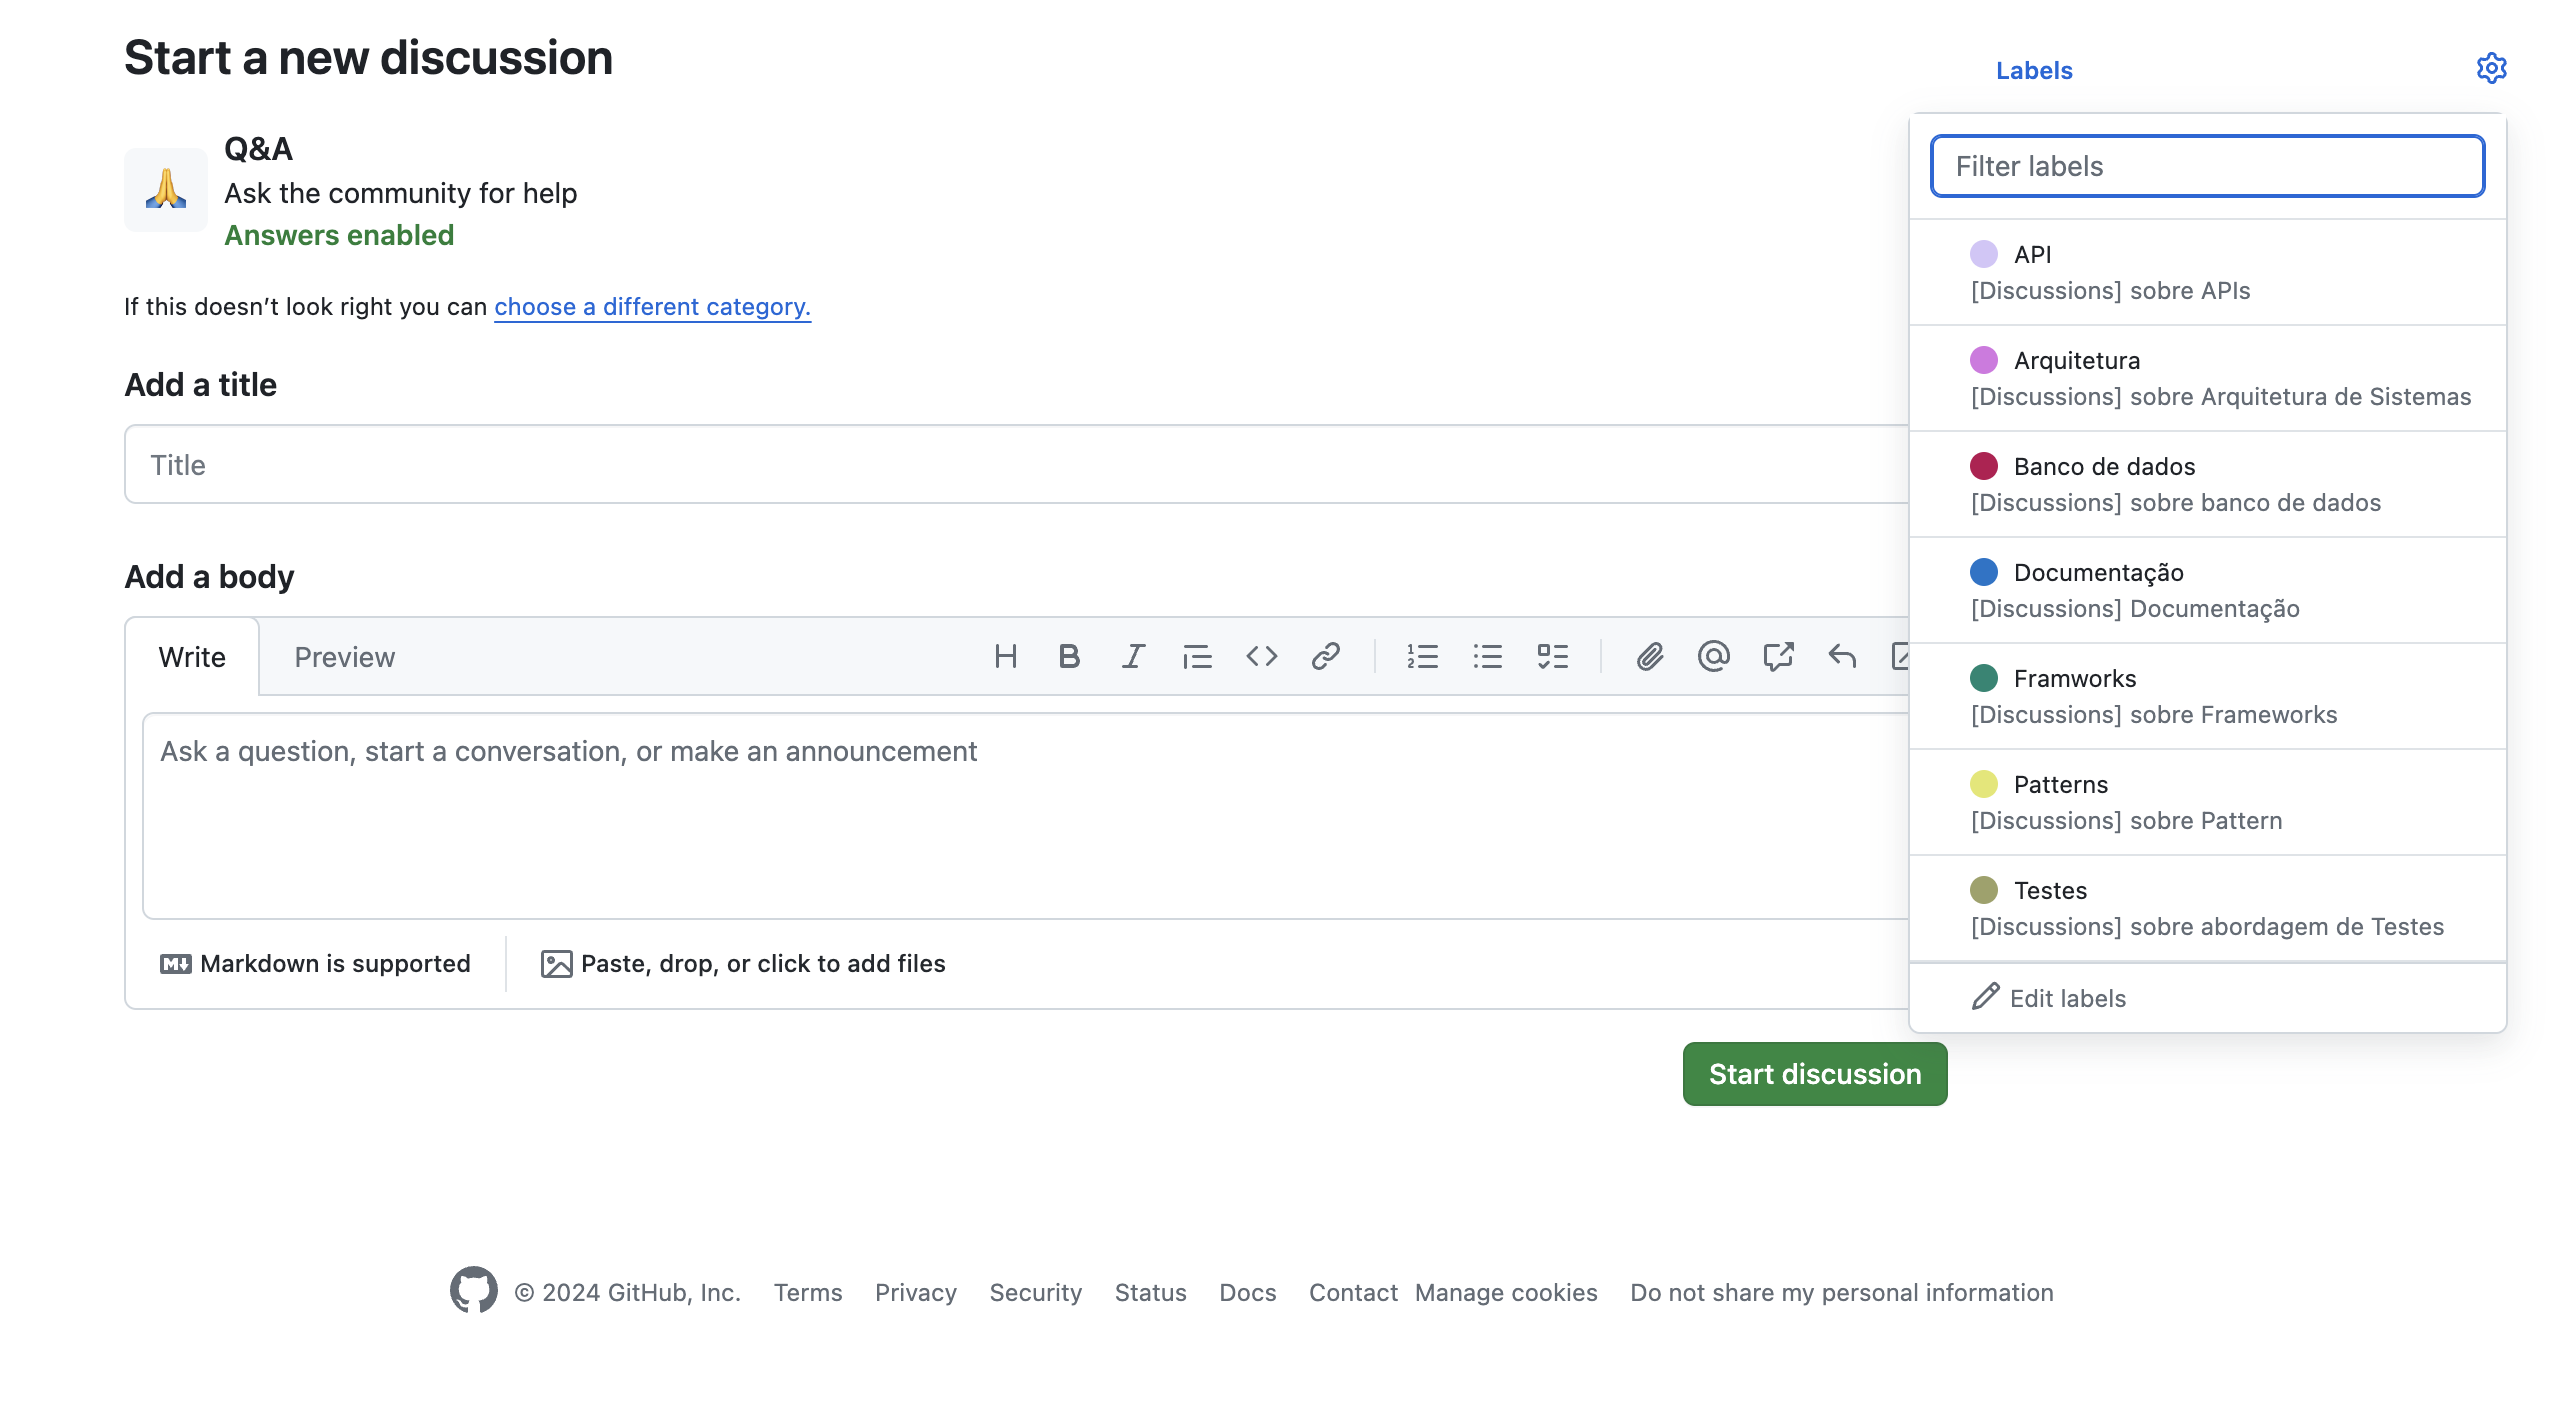 Start a new discussion
Q&A
Ask the community for help
Answers enabled
If this doesn’t look right you can choose a different category.
Add a title
Title
Add a body
Write
Preview
Ask a question, start a conversation, or make an announcement
Markdown is supported
Paste, drop, or click to add files
Start discussion
Labels
Filter labels
API
[Discussions] sobre APIs
Arquitetura
[Discussions] sobre Arquitetura de Sistemas
Banco de dados
[Discussions] sobre banco de dados
Documentação
[Discussions] Documentação
Framworks
[Discussions] sobre Frameworks
Patterns
[Discussions] sobre Pattern
Testes
[Discussions] sobre abordagem de Testes
Edit labels
© 2024 GitHub, Inc. Terms Privacy Security Status Docs Contact Manage cookies Do not share my personal information